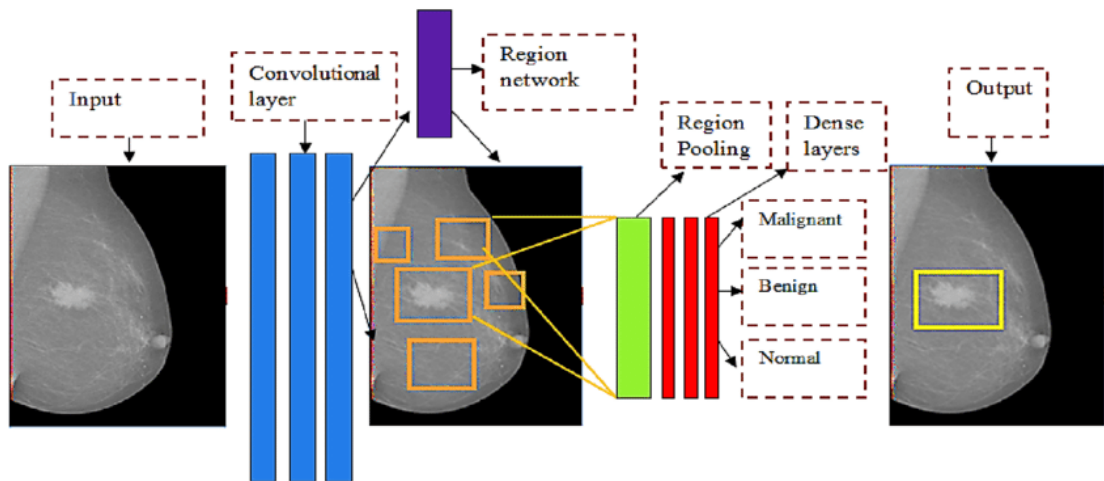 Input
Convolutional
layer
Region
network
Region
Pooling
Dense
layers
Malignant
Benign
Normal
Output